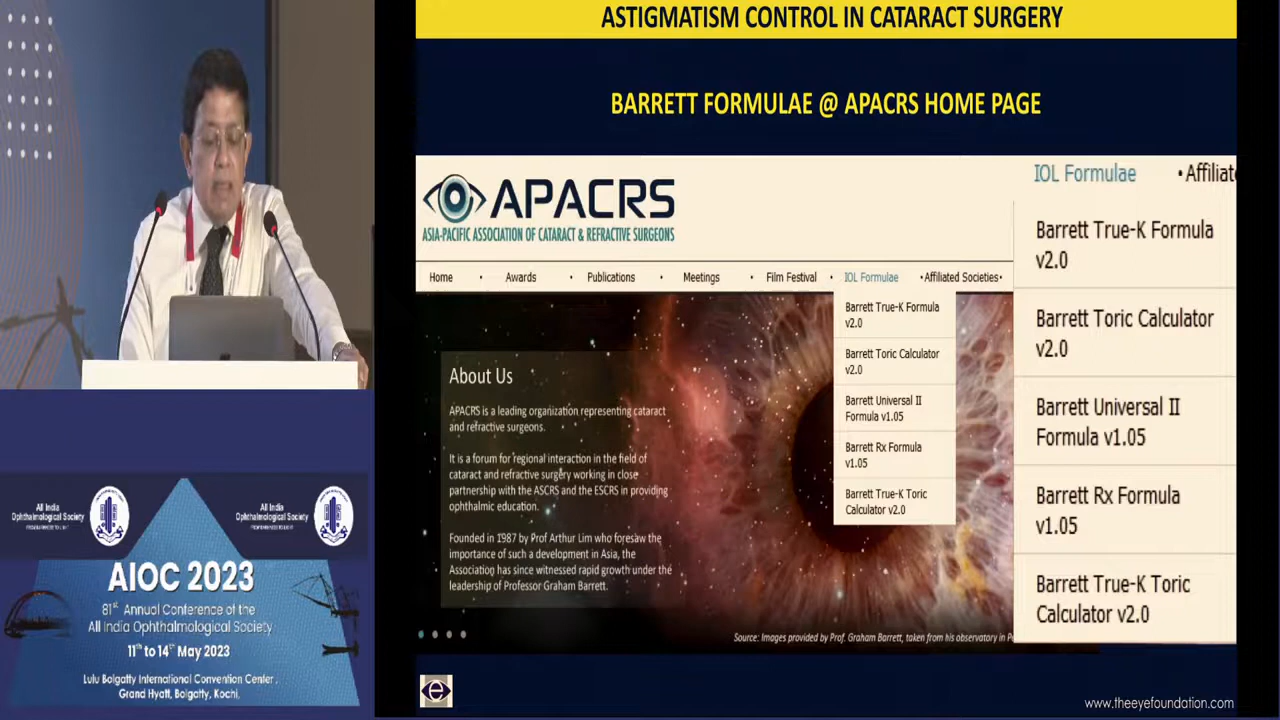 ASTIGMATISM CONTROL IN CATARACT SURGERY
BARRETT FORMULAE @ APACRS HOME PAGE
APACRS
ASIA-PACIFIC ASSOCIATION OF CATARACT & REFRACTIVE SURGEONS
Home • Awards • Publications • Meetings • Film Festival • IOL Formulae • Affiliated Societies •
Barrett True-K Formula
v2.0
Barrett Toric Calculator
v2.0
Barrett Universal II
Formula v1.05
Barrett Rx Formula
v1.05
Barrett True-K Toric
Calculator v2.0
About Us
APACRS is a leading organization representing cataract
and refractive surgeons.
It is a forum for regional interaction in the field of
cataract and refractive surgery working in close
partnership with the ASCRS and the ESCRS in providing
ophthalmic education.
Founded in 1987 by Prof Arthur Lim who foresaw the
importance of such a development in Asia, the
Association has since witnessed rapid growth under the
leadership of Professor Graham Barrett.
Source: Images provided by Prof. Graham Barrett, taken from his observatory in
IOL Formulae •
Barrett True-K Formula
v2.0
Barrett Toric Calculator
v2.0
Barrett Universal II
Formula v1.05
Barrett Rx Formula
v1.05
Barrett True-K Toric
Calculator v2.0
www.theeyefoundation.com
All India
Ophthalmological Society
All India
Ophthalmological Society
AIOC 2023
81st Annual Conference of the
All India Ophthalmological Society
11th to 14th May 2023
Lulu Bolgatty International Convention Center,
Grand Hyatt, Bolgatty, Kochi,